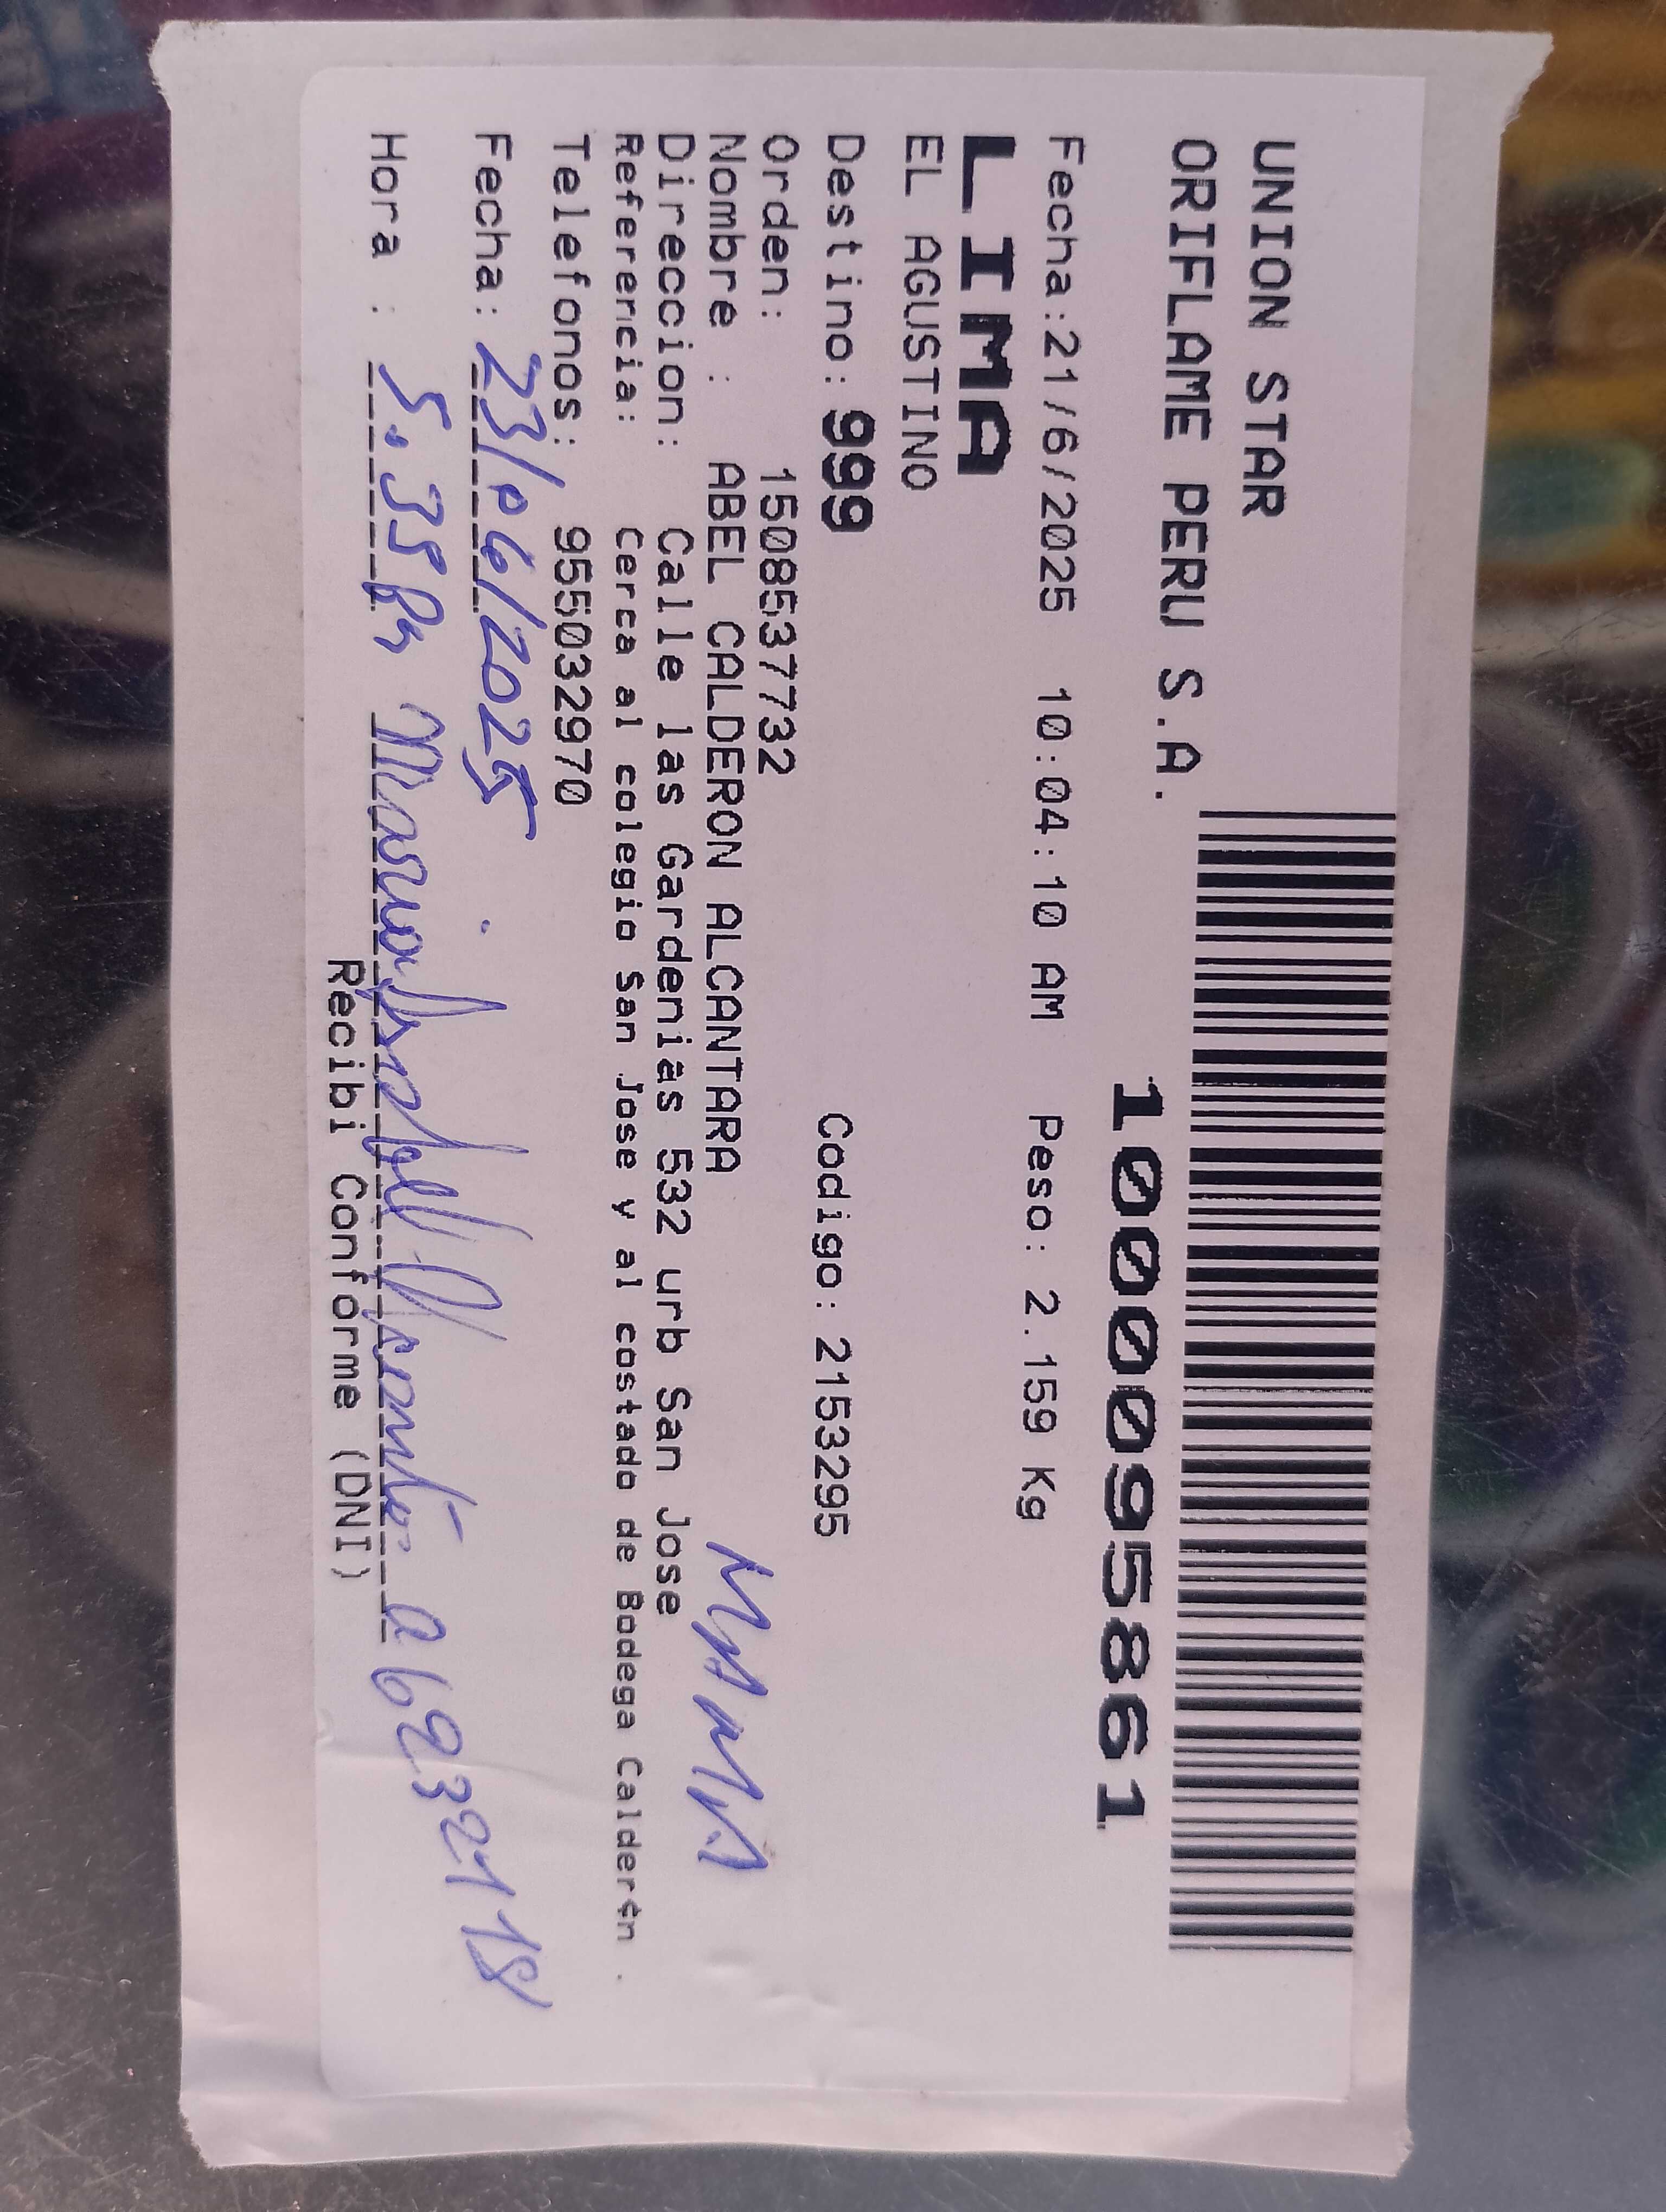 UNION STAR
ORIFLAME PERU S.A.
1000095861
Fecha:21/6/2025 10:04:10 AM Peso: 2.159 Kg
LIMA
EL AGUSTINO
Destino: 999 Codigo: 2153295
Orden: 1508537732
Nombre : ABEL CALDERON ALCANTARA
MAMA
Direccion: Calle las Gardenias 532 urb San Jose
Referencia: Cerca al colegio San Jose y al costado de Bodega Calder¢n .
Telefonos: 955032970
Fecha: 23/06/2025
Hora : 5.35 Pm
Recibi Conforme (DNI)